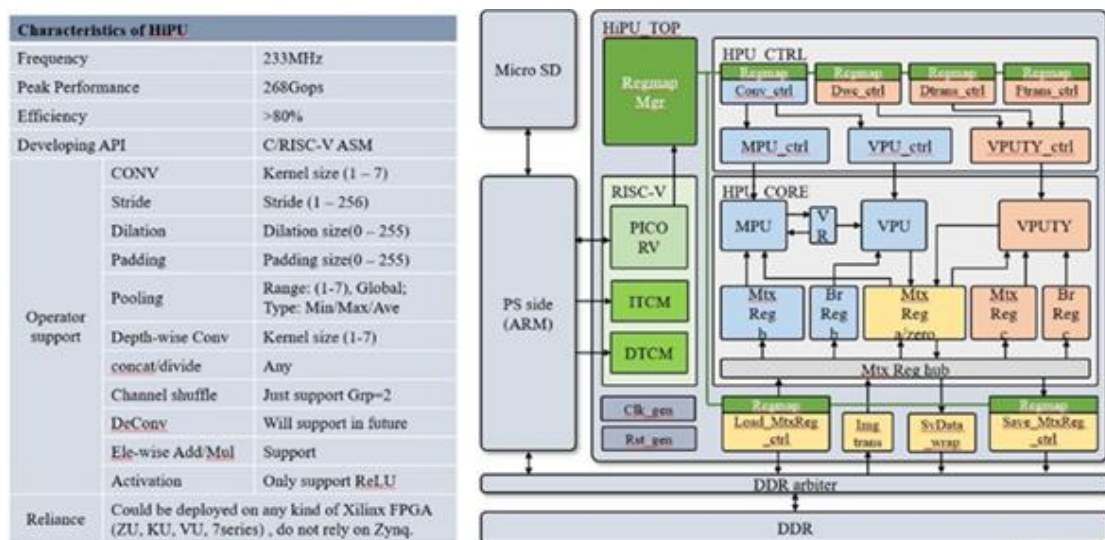 Characteristics of HiPU
Frequency 233MHz
Peak Performance 268Gops
Efficiency >80%
Developing API C/RISC-V ASM
Operator support
CONV Kernel size (1 – 7)
Stride Stride (1 – 256)
Dilation Dilation size(0 – 255)
Padding Padding size(0 – 255)
Pooling Range: (1-7), Global;
Type: Min/Max/Ave
Depth-wise Conv Kernel size (1-7)
concat/divide Any
Channel shuffle Just support Grp=2
DeConv Will support in future
Ele-wise Add/Mul Support
Activation Only support ReLU
Reliance Could be deployed on any kind of Xilinx FPGA
(ZU, KU, VU, 7series) , do not rely on Zynq.
Micro SD
PS side
(ARM)
HiPU_TOP
Regmap
Mgr
RISC-V
PICO
RV
ITCM
DTCM
Clk_gen
Rst_gen
HPU_CTRL
Regmap Regmap Regmap Regmap
Conv_ctrl Dwc_ctrl Dtrans_ctrl Ftrans_ctrl
MPU_ctrl VPU_ctrl VPUTY_ctrl
HPU_CORE
MPU
V
R
VPU VPUTY
Mtx
Reg
b
Br
Reg
b
Mtx
Reg
a/zero
Mtx
Reg
c
Br
Reg
c
Mtx Reg hub
Regmap
Load_MtxReg
_ctrl
Img
trans
SvData
_wrap
Regmap
Save_MtxReg
_ctrl
DDR arbiter
DDR